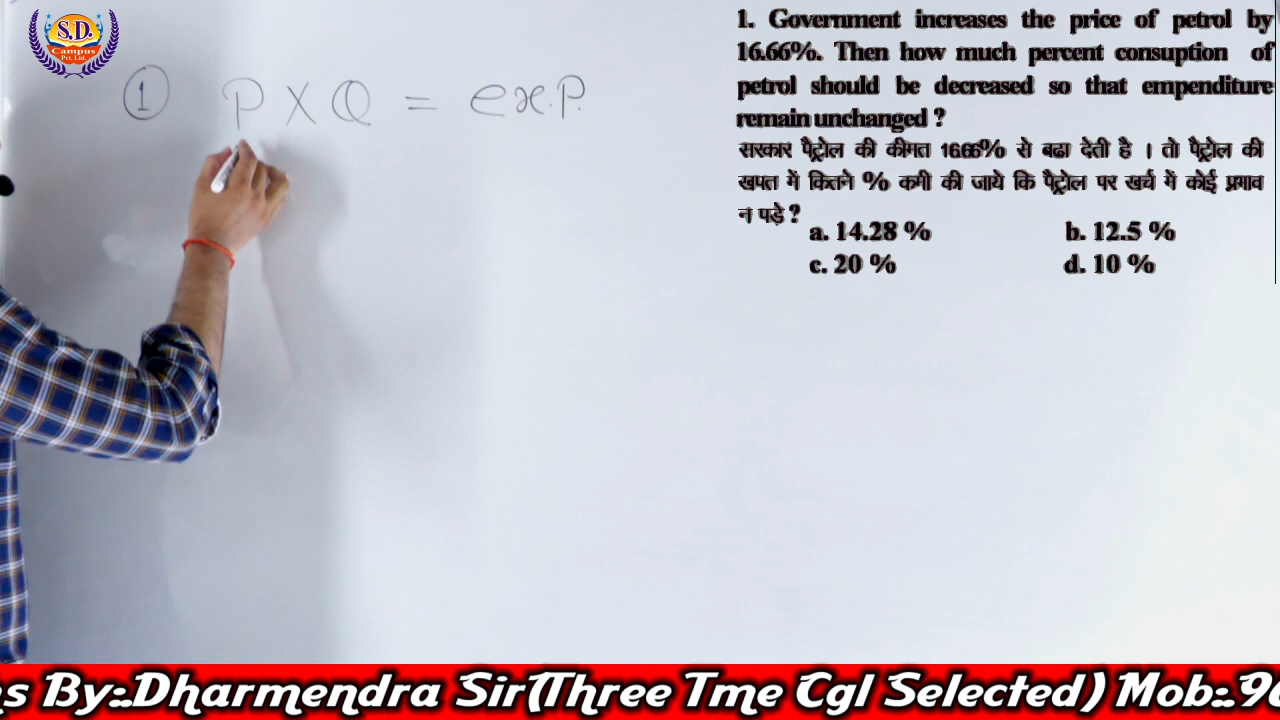 S.D.
Campus
Pvt. Ltd.
1 P X Q = exp.
1. Government increases the price of petrol by
16.66%. Then how much percent consuption of
petrol should be decreased so that empenditure
remain unchanged ?
सरकार पैट्रोल की कीमत 16.66% से बढा देती है । तो पैट्रोल की
खपत में कितने % कमी की जाये कि पैट्रोल पर खर्च में कोई प्रभाव
न पड़े ?
a. 14.28 % b. 12.5 %
c. 20 % d. 10 %
s By:.Dharmendra Sir(Three Tme Cgl Selected) Mob:.98